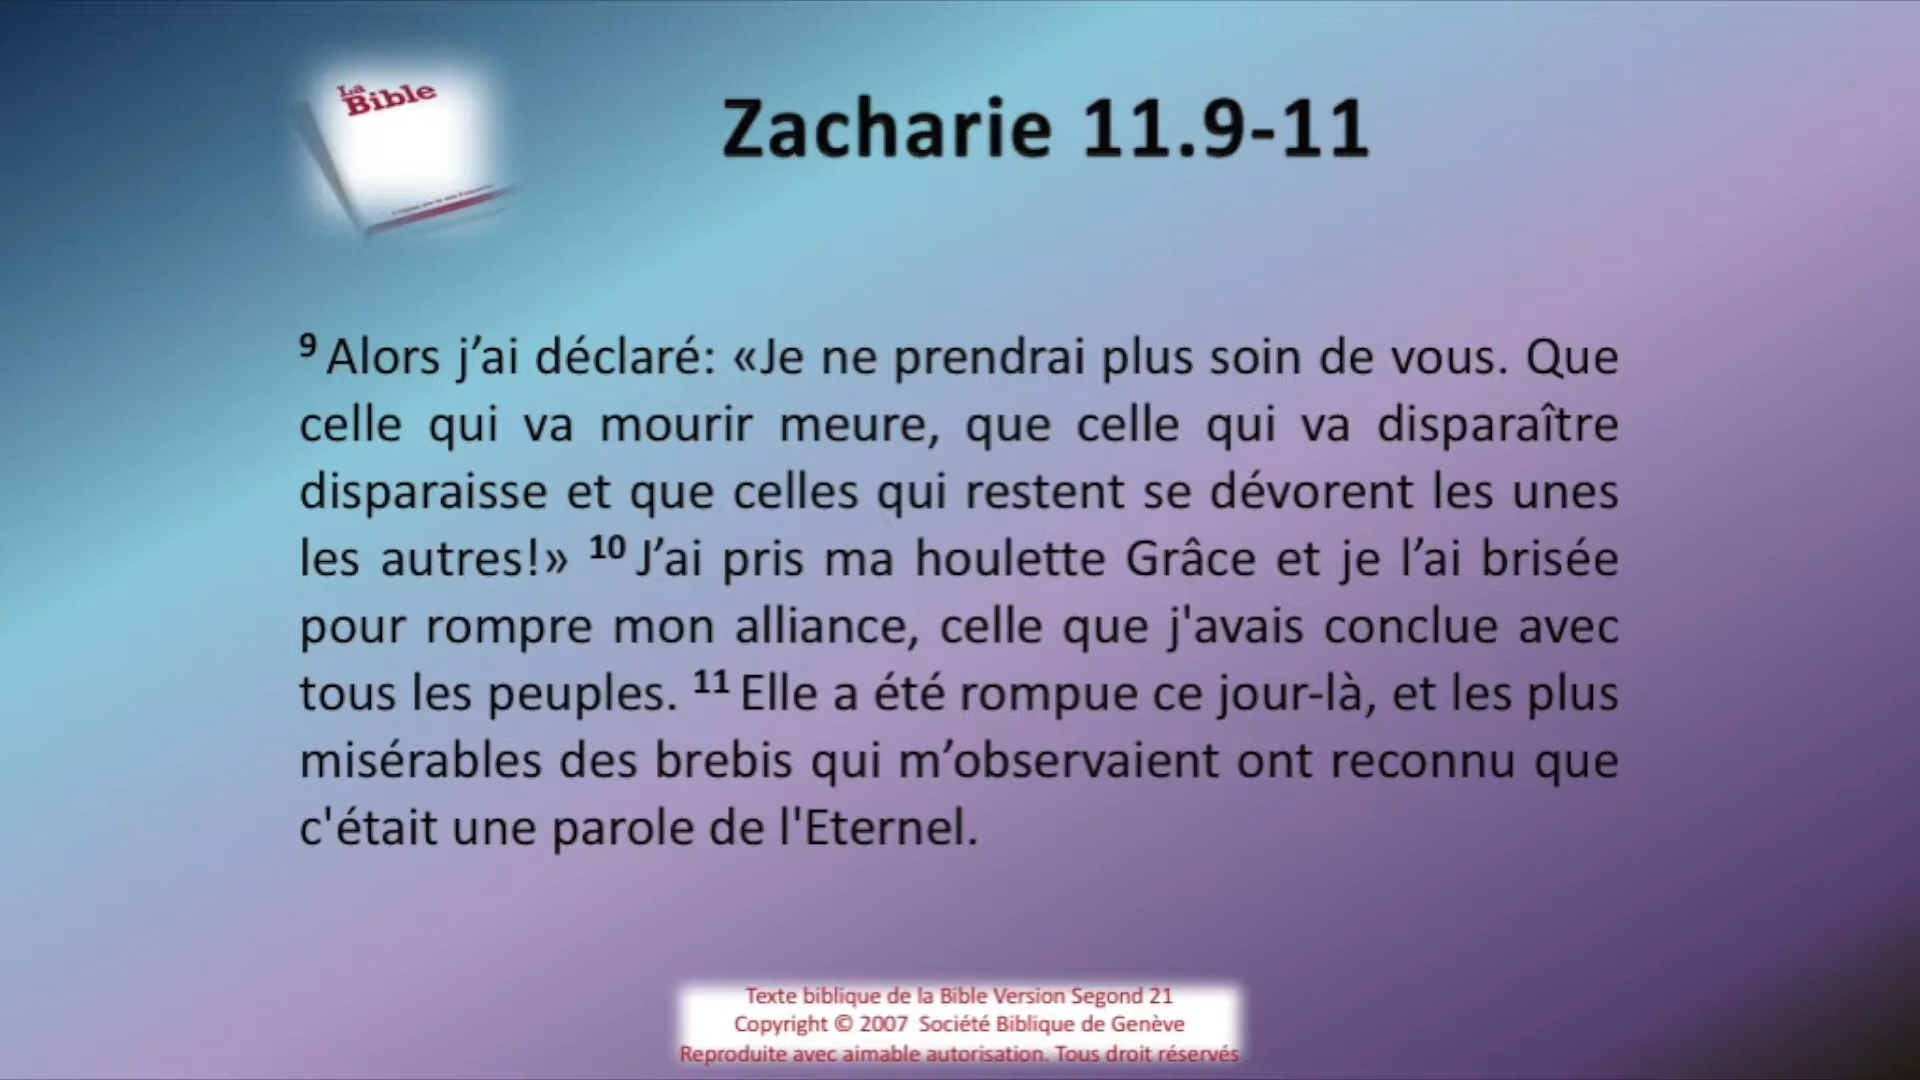 La
Bible
Zacharie 11.9-11
9 Alors j’ai déclaré: «Je ne prendrai plus soin de vous. Que
celle qui va mourir meure, que celle qui va disparaître
disparaisse et que celles qui restent se dévorent les unes
les autres!» 10 J’ai pris ma houlette Grâce et je l’ai brisée
pour rompre mon alliance, celle que j'avais conclue avec
tous les peuples. 11 Elle a été rompue ce jour-là, et les plus
misérables des brebis qui m’observaient ont reconnu que
c'était une parole de l'Eternel.
Texte biblique de la Bible Version Segond 21
Copyright © 2007 Société Biblique de Genève
Reproduite avec aimable autorisation. Tous droit réservés